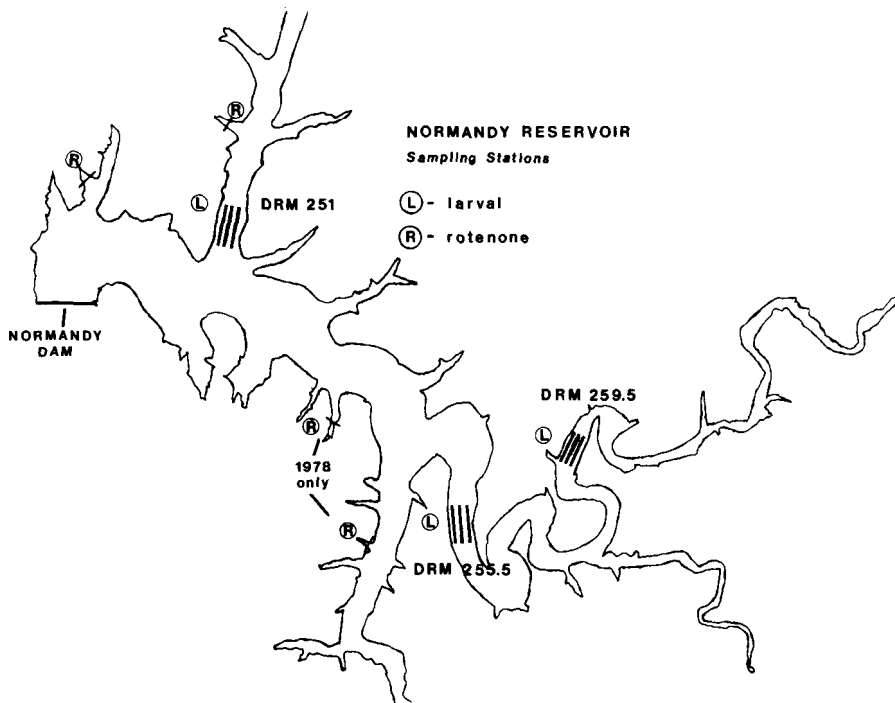 NORMANDY RESERVOIR
Sampling Stations
Ⓛ - larval
Ⓡ - rotenone
Ⓡ
Ⓡ
Ⓛ
DRM 251
NORMANDY
DAM
DRM 259.5
Ⓛ
Ⓡ
1978
only
Ⓡ
Ⓛ
DRM 255.5